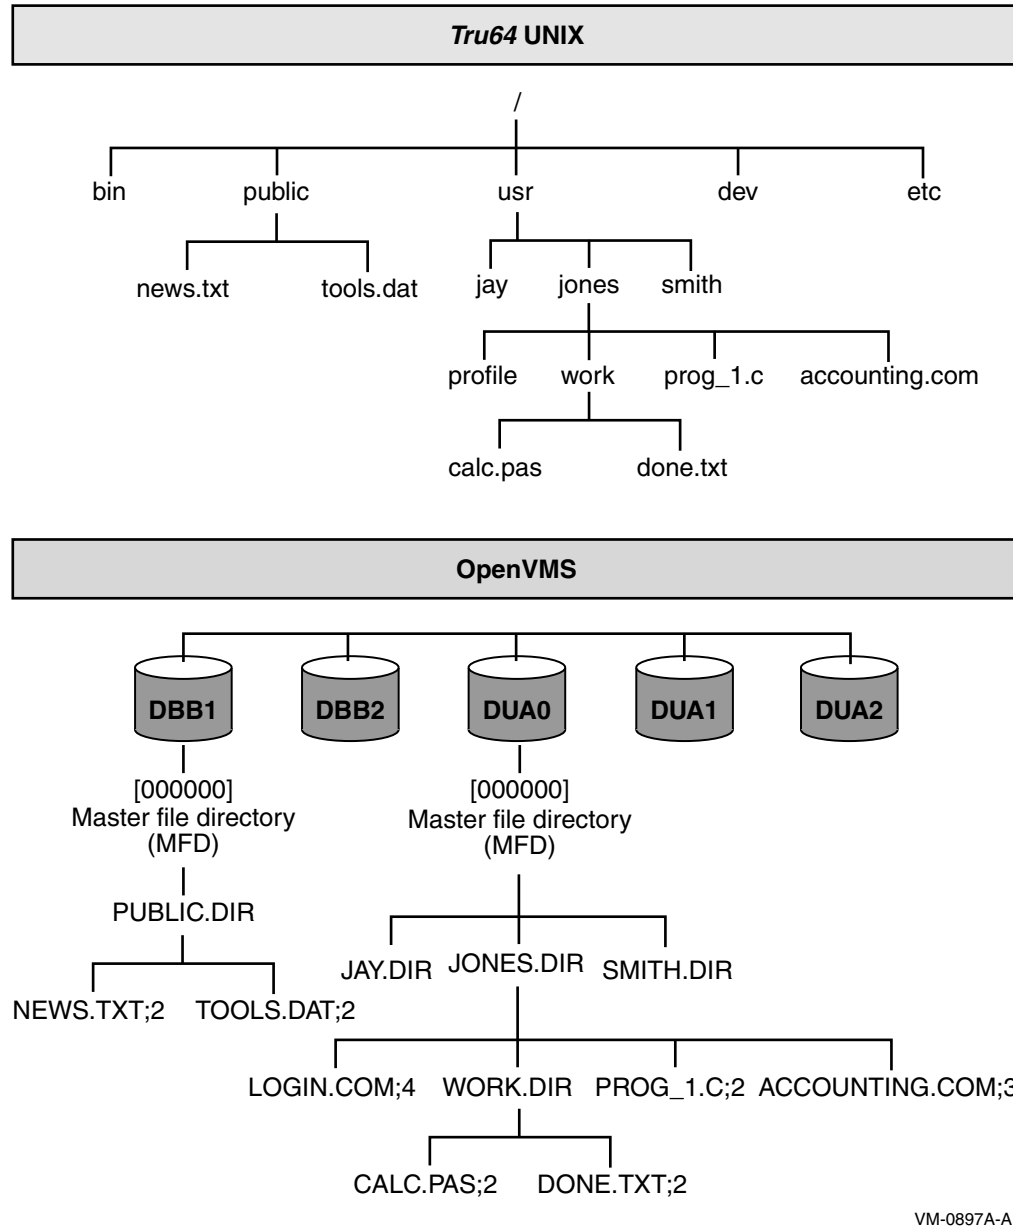 Tru64 UNIX
/
bin public usr dev etc
news.txt tools.dat jay jones smith
profile work prog_1.c accounting.com
calc.pas done.txt
OpenVMS
DBB1 DBB2 DUA0 DUA1 DUA2
[000000] [000000]
Master file directory Master file directory
(MFD) (MFD)
PUBLIC.DIR
JAY.DIR JONES.DIR SMITH.DIR
NEWS.TXT;2 TOOLS.DAT;2
LOGIN.COM;4 WORK.DIR PROG_1.C;2 ACCOUNTING.COM;3
CALC.PAS;2 DONE.TXT;2
VM-0897A-A